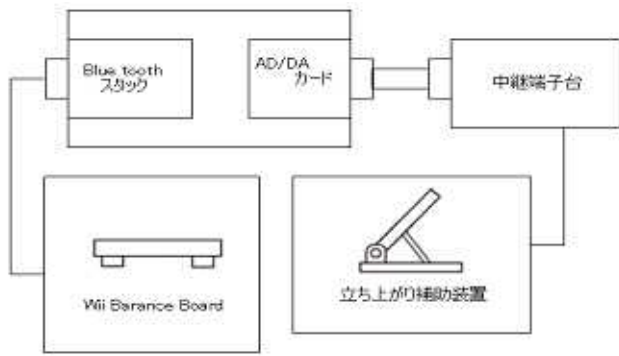 Blue tooth
スタック
AD/DA
カード
中継端子台
Wii Barance Board
立ち上がり補助装置